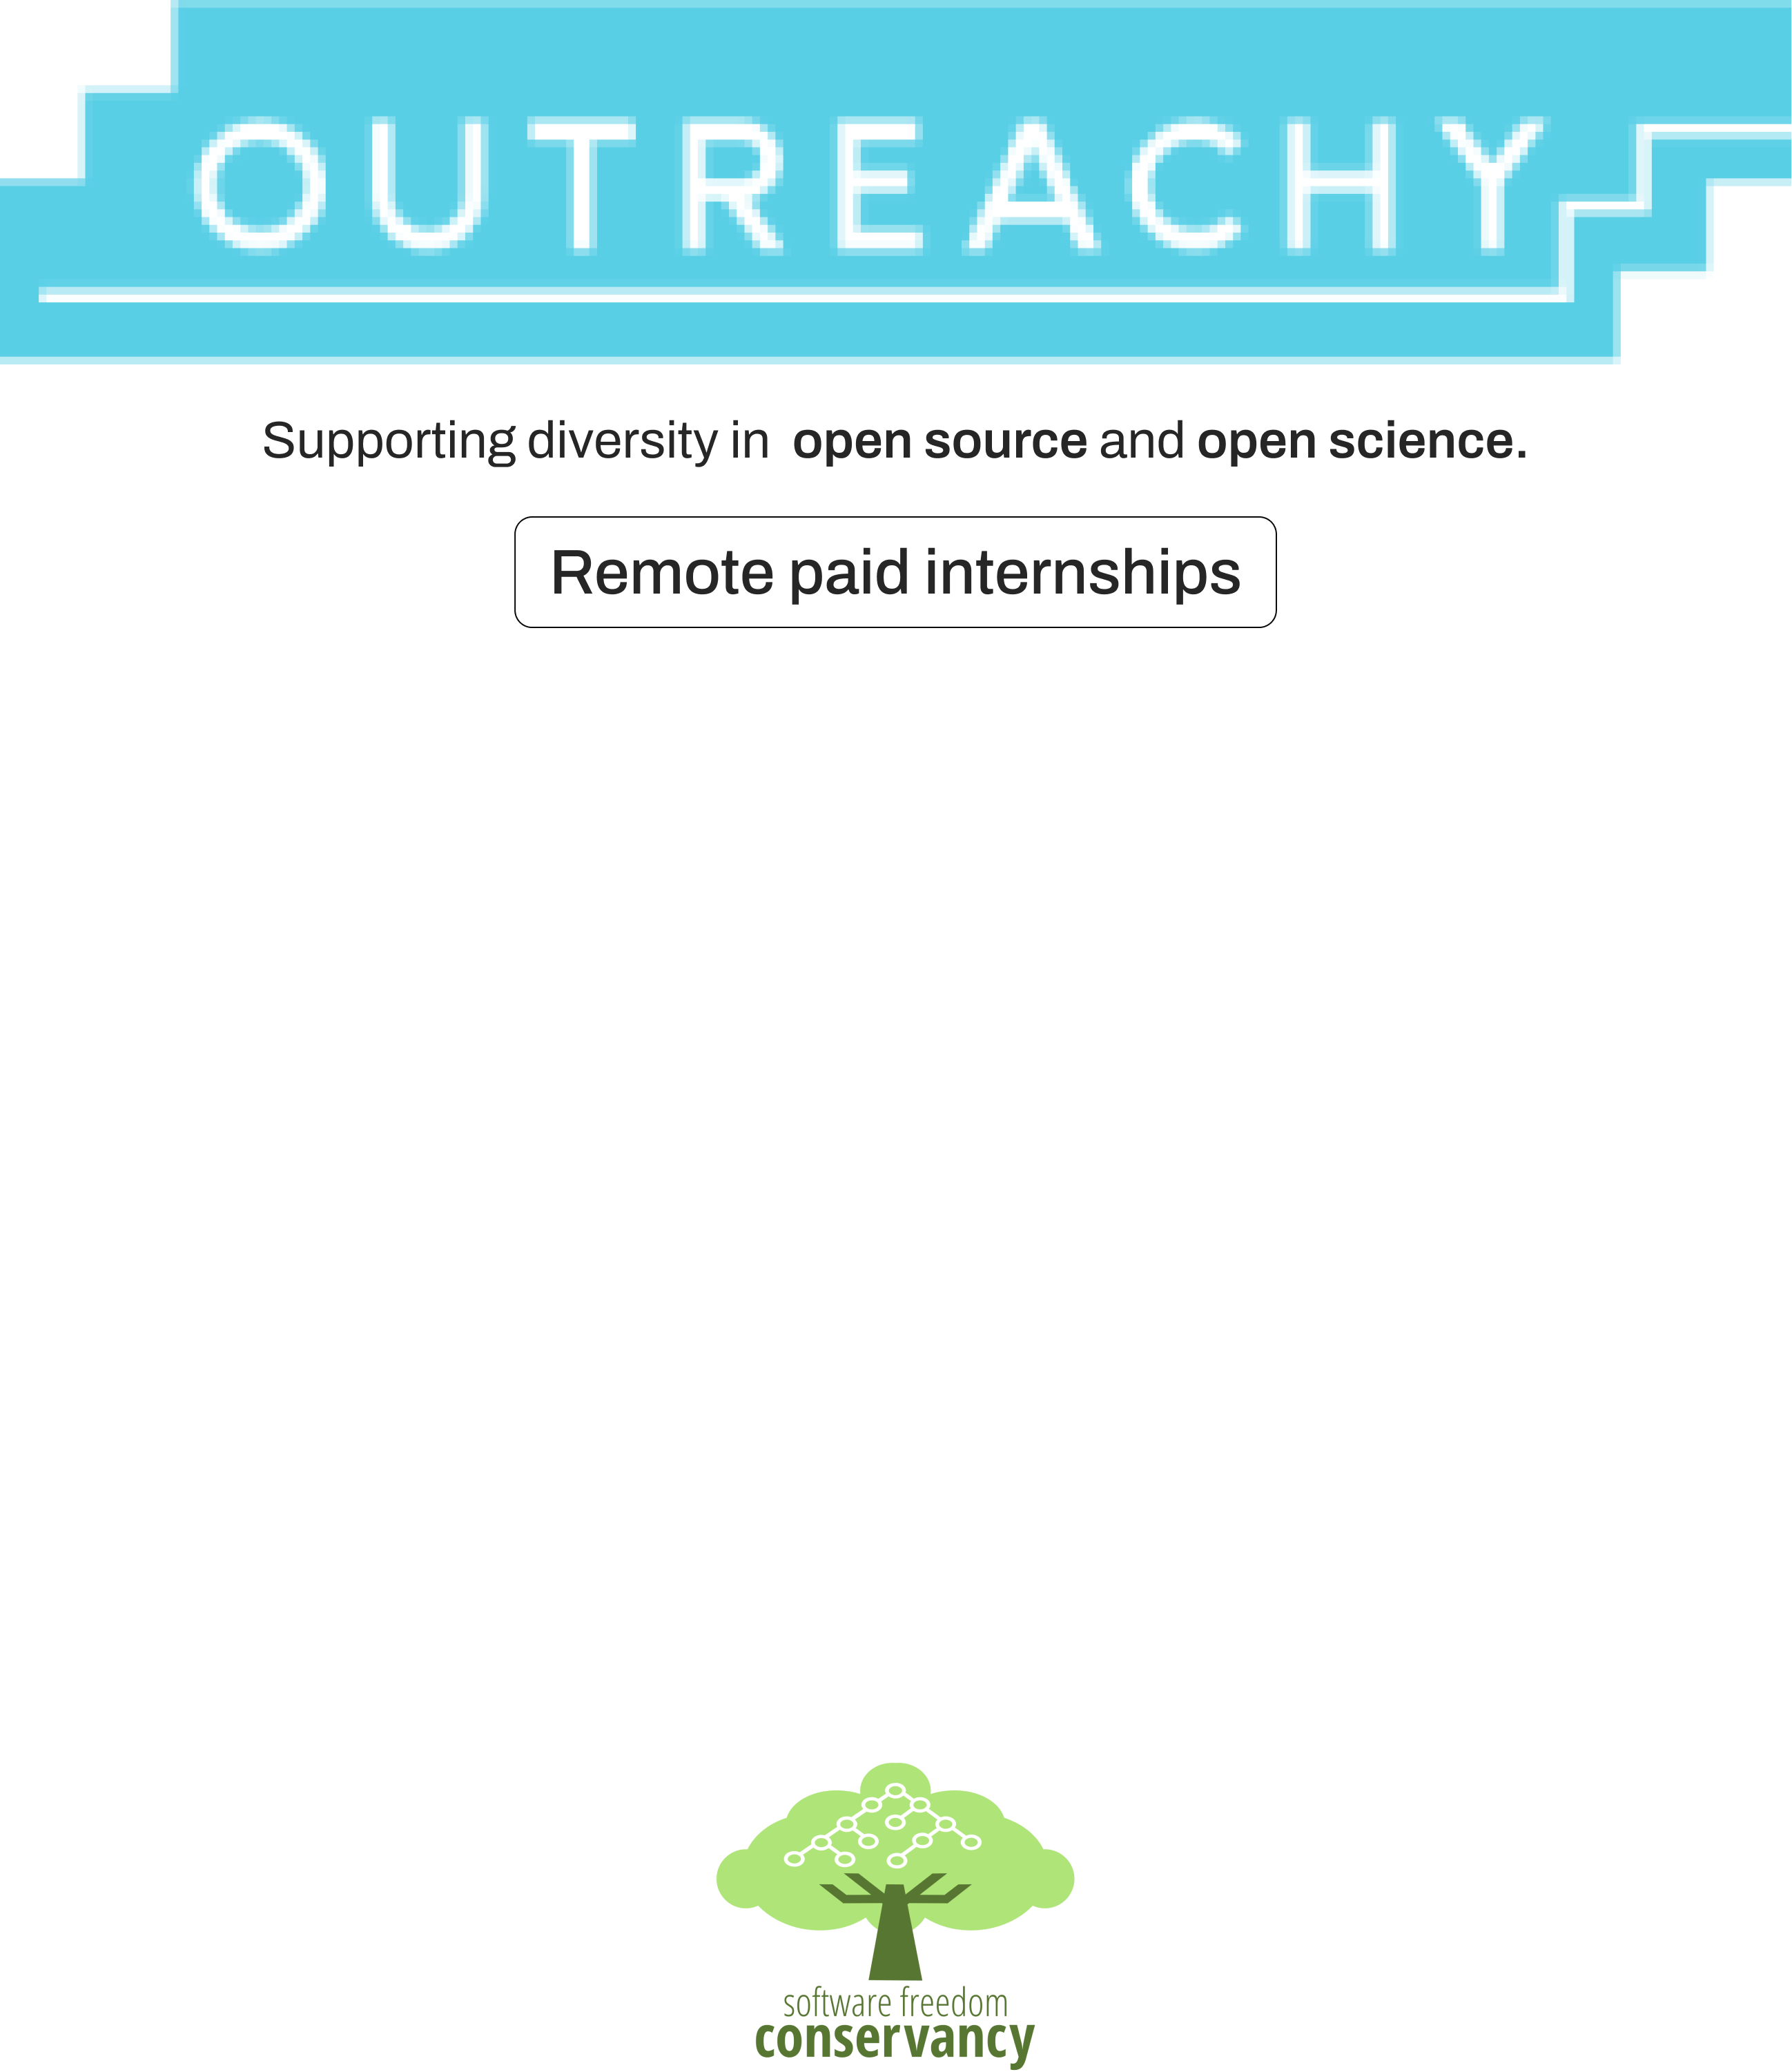 OUTREACHY
Supporting diversity in open source and open science.
Remote paid internships
software freedom
conservancy